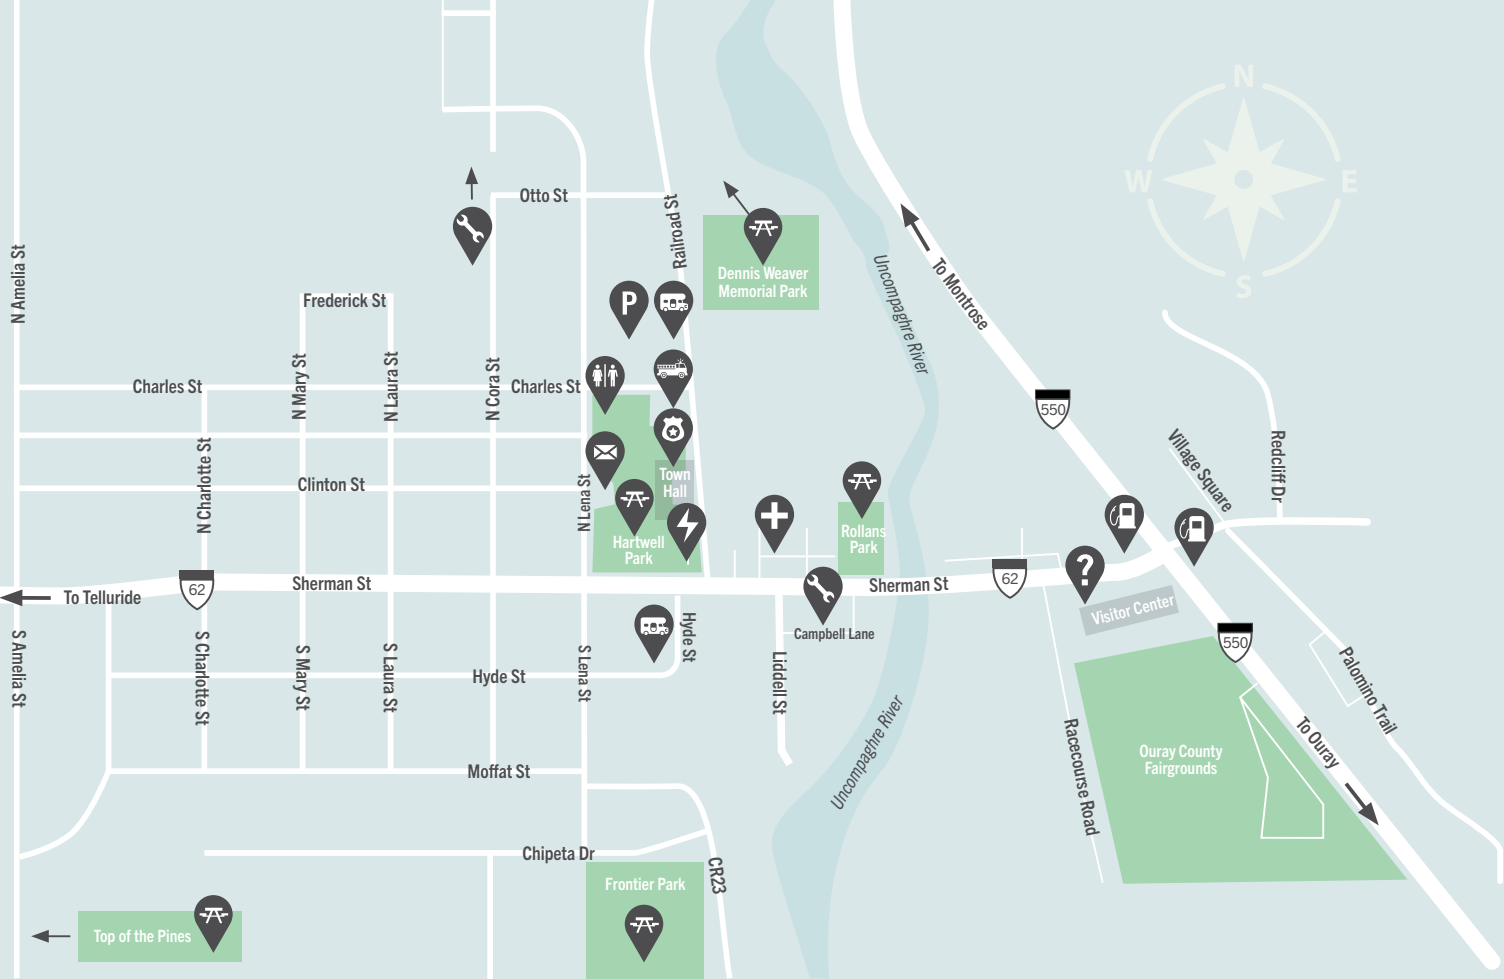 N
W
E
S
Otto St
Railroad St
N Amelia St
Dennis Weaver
Memorial Park
Uncompaghre River
To Montrose
Frederick St
P
N Mary St
N Laura St
N Cora St
Charles St
Charles St
550
Village Square
Redcliff Dr
N Charlotte St
Clinton St
N Lena St
Town
Hall
Hartwell
Park
Rollans
Park
?
62
Sherman St
Sherman St
62
To Telluride
Visitor Center
Campbell Lane
Hyde St
S Amelia St
S Charlotte St
S Mary St
S Laura St
Hyde St
S Lena St
Liddell St
550
Palomino Trail
Uncompaghre River
Racecourse Road
Ouray County
Fairgrounds
To Ouray
Moffat St
Chipeta Dr
CR23
Frontier Park
Top of the Pines